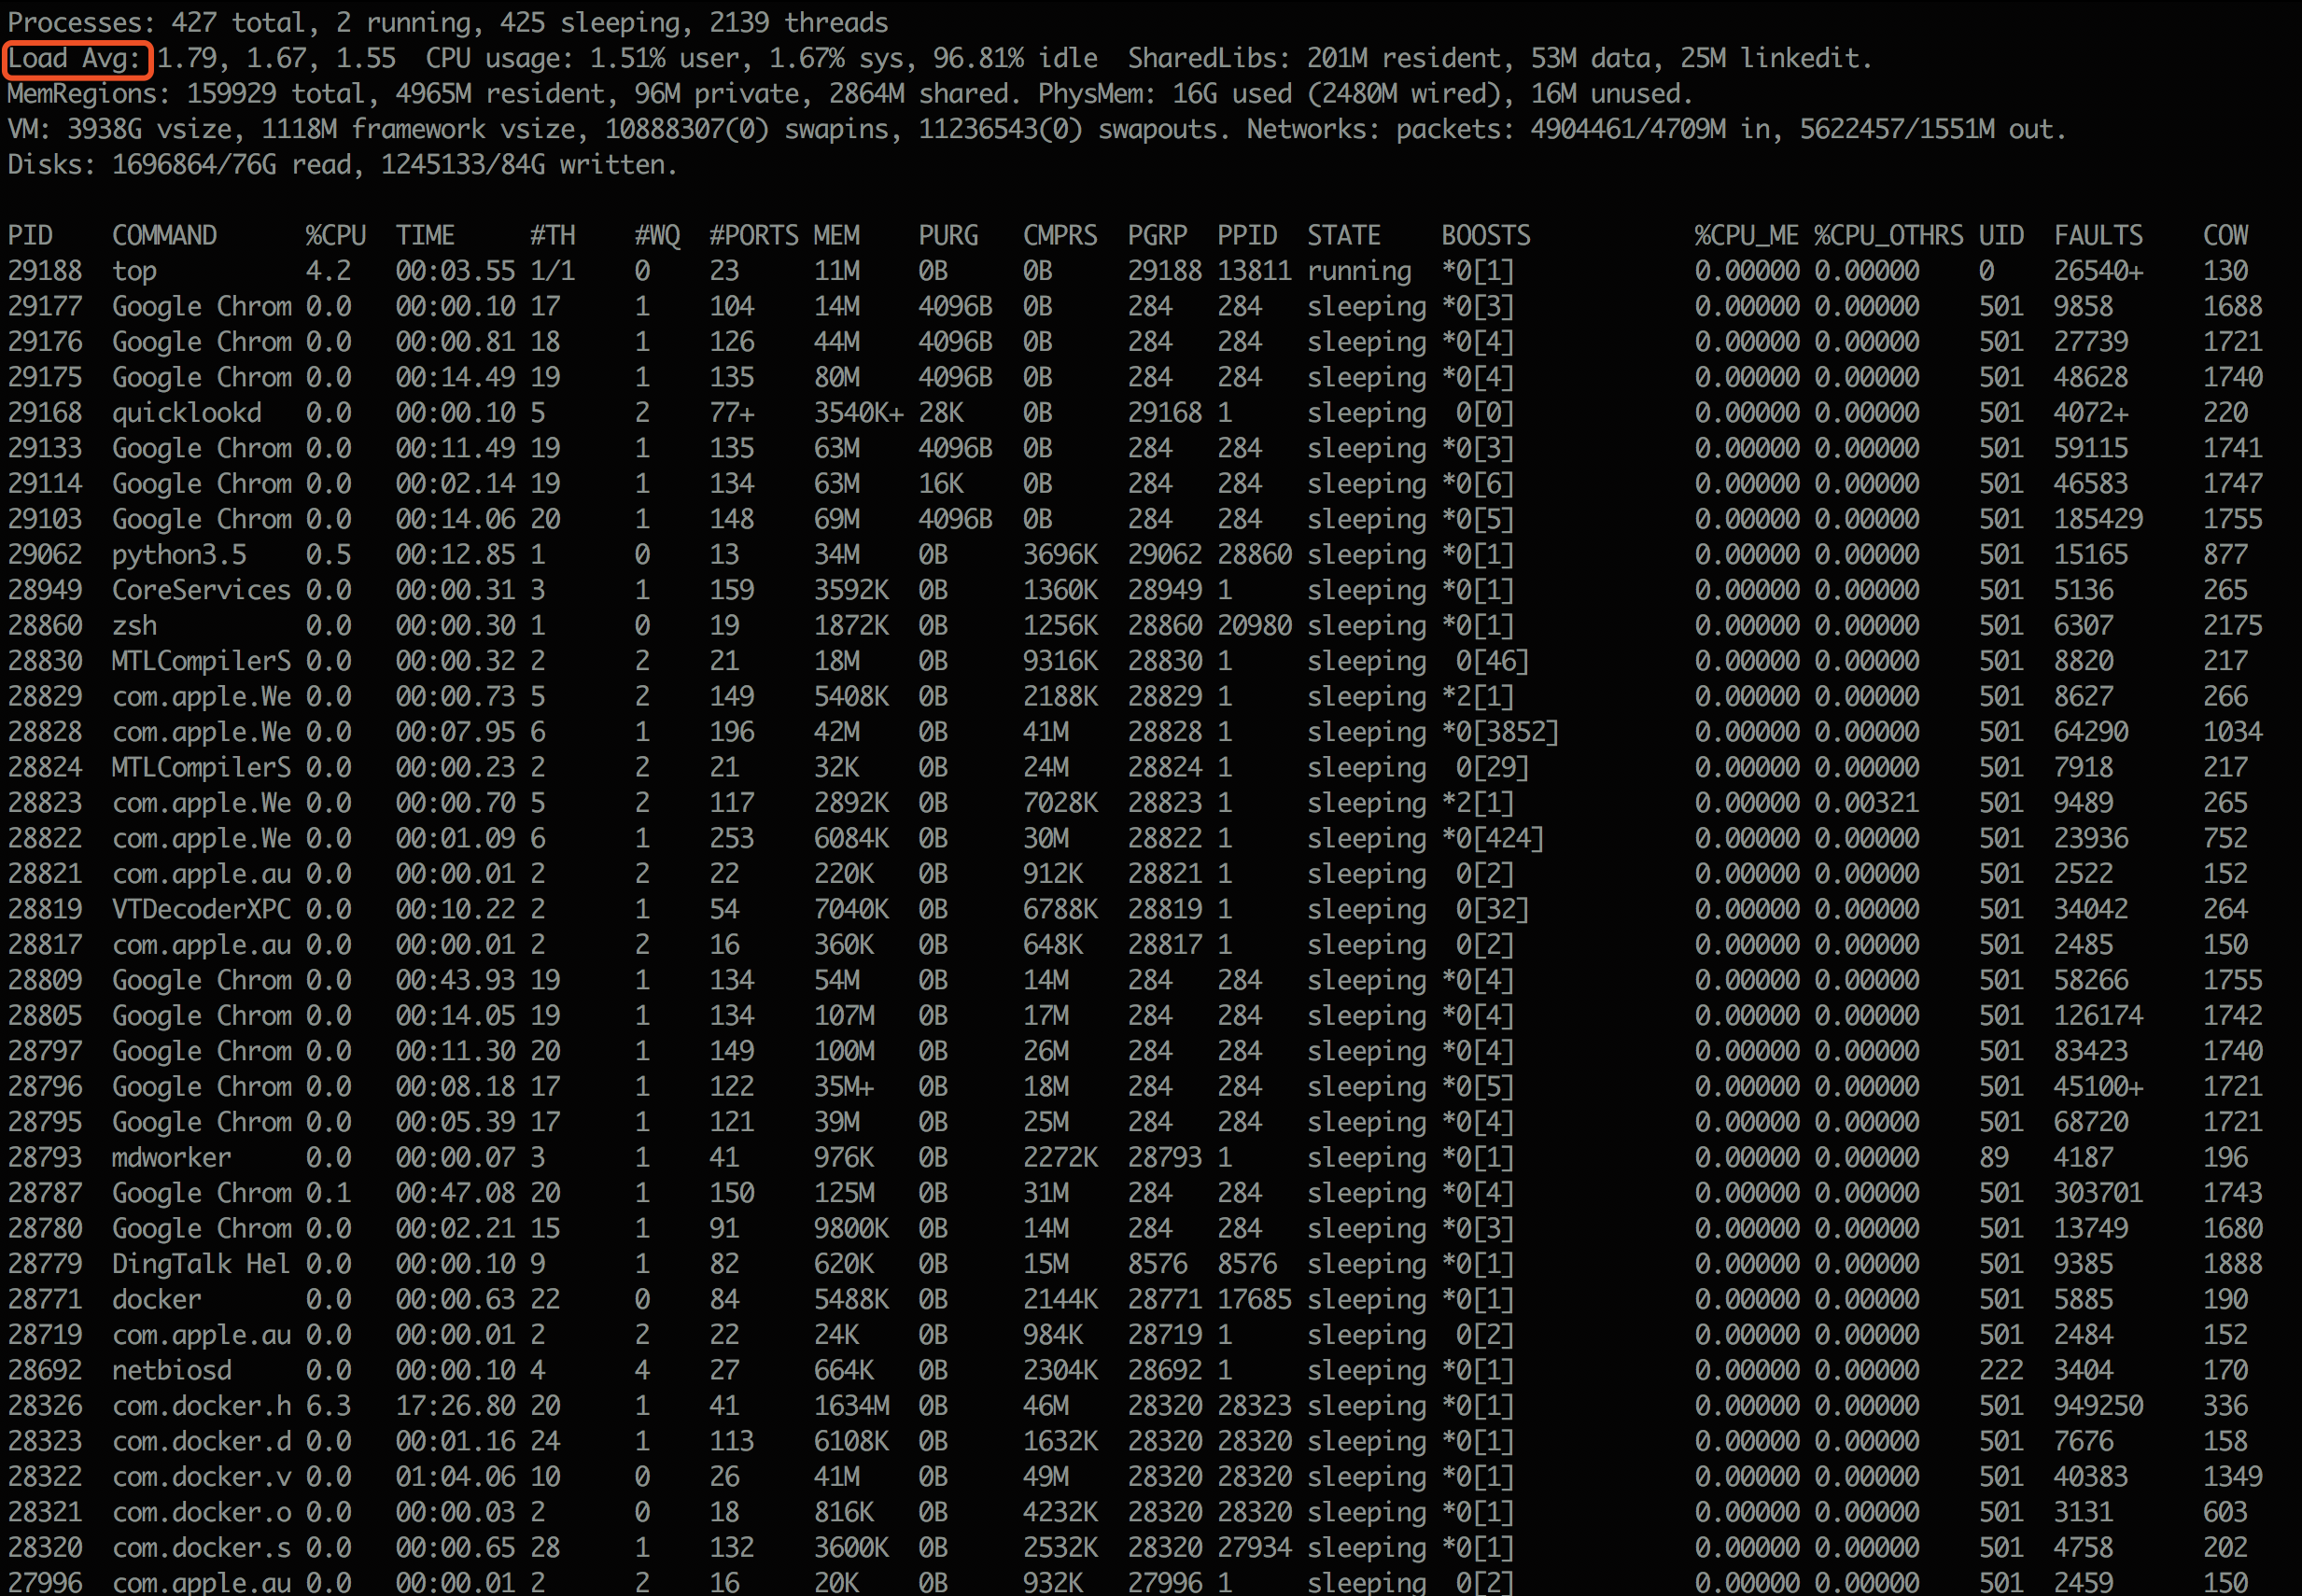 Processes: 427 total, 2 running, 425 sleeping, 2139 threads
Load Avg: 1.79, 1.67, 1.55  CPU usage: 1.51% user, 1.67% sys, 96.81% idle  SharedLibs: 201M resident, 53M data, 25M linkedit.
MemRegions: 159929 total, 4965M resident, 96M private, 2864M shared. PhysMem: 16G used (2480M wired), 16M unused.
VM: 3938G vsize, 1118M framework vsize, 10888307(0) swapins, 11236543(0) swapouts. Networks: packets: 4904461/4709M in, 5622457/1551M out.
Disks: 1696864/76G read, 1245133/84G written.
PID COMMAND %CPU TIME #TH #WQ #PORTS MEM PURG CMPRS PGRP PPID STATE BOOSTS %CPU_ME %CPU_OTHRS UID FAULTS COW
29188 top 4.2 00:03.55 1/1 0 23 11M 0B 0B 29188 13811 running *0[1] 0.00000 0.00000 0 26540+ 130
29177 Google Chrom 0.0 00:00.10 17 1 104 14M 4096B 0B 284 284 sleeping *0[3] 0.00000 0.00000 501 9858 1688
29176 Google Chrom 0.0 00:00.81 18 1 126 44M 4096B 0B 284 284 sleeping *0[4] 0.00000 0.00000 501 27739 1721
29175 Google Chrom 0.0 00:14.49 19 1 135 80M 4096B 0B 284 284 sleeping *0[4] 0.00000 0.00000 501 48628 1740
29168 quicklookd 0.0 00:00.10 5 2 77+ 3540K+ 28K 0B 29168 1 sleeping 0[0] 0.00000 0.00000 501 4072+ 220
29133 Google Chrom 0.0 00:11.49 19 1 135 63M 4096B 0B 284 284 sleeping *0[3] 0.00000 0.00000 501 59115 1741
29114 Google Chrom 0.0 00:02.14 19 1 134 63M 16K 0B 284 284 sleeping *0[6] 0.00000 0.00000 501 46583 1747
29103 Google Chrom 0.0 00:14.06 20 1 148 69M 4096B 0B 284 284 sleeping *0[5] 0.00000 0.00000 501 185429 1755
29062 python3.5 0.5 00:12.85 1 0 13 34M 0B 3696K 29062 28860 sleeping *0[1] 0.00000 0.00000 501 15165 877
28949 CoreServices 0.0 00:00.31 3 1 159 3592K 0B 1360K 28949 1 sleeping *0[1] 0.00000 0.00000 501 5136 265
28860 zsh 0.0 00:00.30 1 0 19 1872K 0B 1256K 28860 20980 sleeping *0[1] 0.00000 0.00000 501 6307 2175
28830 MTLCompilerS 0.0 00:00.32 2 2 21 18M 0B 9316K 28830 1 sleeping 0[46] 0.00000 0.00000 501 8820 217
28829 com.apple.We 0.0 00:00.73 5 2 149 5408K 0B 2188K 28829 1 sleeping *2[1] 0.00000 0.00000 501 8627 266
28828 com.apple.We 0.0 00:07.95 6 1 196 42M 0B 41M 28828 1 sleeping *0[3852] 0.00000 0.00000 501 64290 1034
28824 MTLCompilerS 0.0 00:00.23 2 2 21 32K 0B 24M 28824 1 sleeping 0[29] 0.00000 0.00000 501 7918 217
28823 com.apple.We 0.0 00:00.70 5 2 117 2892K 0B 7028K 28823 1 sleeping *2[1] 0.00000 0.00321 501 9489 265
28822 com.apple.We 0.0 00:01.09 6 1 253 6084K 0B 30M 28822 1 sleeping *0[424] 0.00000 0.00000 501 23936 752
28821 com.apple.au 0.0 00:00.01 2 2 22 220K 0B 912K 28821 1 sleeping 0[2] 0.00000 0.00000 501 2522 152
28819 VTDecoderXPC 0.0 00:10.22 2 1 54 7040K 0B 6788K 28819 1 sleeping 0[32] 0.00000 0.00000 501 34042 264
28817 com.apple.au 0.0 00:00.01 2 2 16 360K 0B 648K 28817 1 sleeping 0[2] 0.00000 0.00000 501 2485 150
28809 Google Chrom 0.0 00:43.93 19 1 134 54M 0B 14M 284 284 sleeping *0[4] 0.00000 0.00000 501 58266 1755
28805 Google Chrom 0.0 00:14.05 19 1 134 107M 0B 17M 284 284 sleeping *0[4] 0.00000 0.00000 501 126174 1742
28797 Google Chrom 0.0 00:11.30 20 1 149 100M 0B 26M 284 284 sleeping *0[4] 0.00000 0.00000 501 83423 1740
28796 Google Chrom 0.0 00:08.18 17 1 122 35M+ 0B 18M 284 284 sleeping *0[5] 0.00000 0.00000 501 45100+ 1721
28795 Google Chrom 0.0 00:05.39 17 1 121 39M 0B 25M 284 284 sleeping *0[4] 0.00000 0.00000 501 68720 1721
28793 mdworker 0.0 00:00.07 3 1 41 976K 0B 2272K 28793 1 sleeping *0[1] 0.00000 0.00000 89 4187 196
28787 Google Chrom 0.1 00:47.08 20 1 150 125M 0B 31M 284 284 sleeping *0[4] 0.00000 0.00000 501 303701 1743
28780 Google Chrom 0.0 00:02.21 15 1 91 9800K 0B 14M 284 284 sleeping *0[3] 0.00000 0.00000 501 13749 1680
28779 DingTalk Hel 0.0 00:00.10 9 1 82 620K 0B 15M 8576 8576 sleeping *0[1] 0.00000 0.00000 501 9385 1888
28771 docker 0.0 00:00.63 22 0 84 5488K 0B 2144K 28771 17685 sleeping *0[1] 0.00000 0.00000 501 5885 190
28719 com.apple.au 0.0 00:00.01 2 2 22 24K 0B 984K 28719 1 sleeping 0[2] 0.00000 0.00000 501 2484 152
28692 netbiosd 0.0 00:00.10 4 4 27 664K 0B 2304K 28692 1 sleeping *0[1] 0.00000 0.00000 222 3404 170
28326 com.docker.h 6.3 17:26.80 20 1 41 1634M 0B 46M 28320 28323 sleeping *0[1] 0.00000 0.00000 501 949250 336
28323 com.docker.d 0.0 00:01.16 24 1 113 6108K 0B 1632K 28320 28320 sleeping *0[1] 0.00000 0.00000 501 7676 158
28322 com.docker.v 0.0 01:04.06 10 0 26 41M 0B 49M 28320 28320 sleeping *0[1] 0.00000 0.00000 501 40383 1349
28321 com.docker.o 0.0 00:00.03 2 0 18 816K 0B 4232K 28320 28320 sleeping *0[1] 0.00000 0.00000 501 3131 603
28320 com.docker.s 0.0 00:00.65 28 1 132 3600K 0B 2532K 28320 27934 sleeping *0[1] 0.00000 0.00000 501 4758 202
27996 com.apple.au 0.0 00:00.01 2 2 16 20K 0B 932K 27996 1 sleeping 0[2] 0.00000 0.00000 501 2459 150